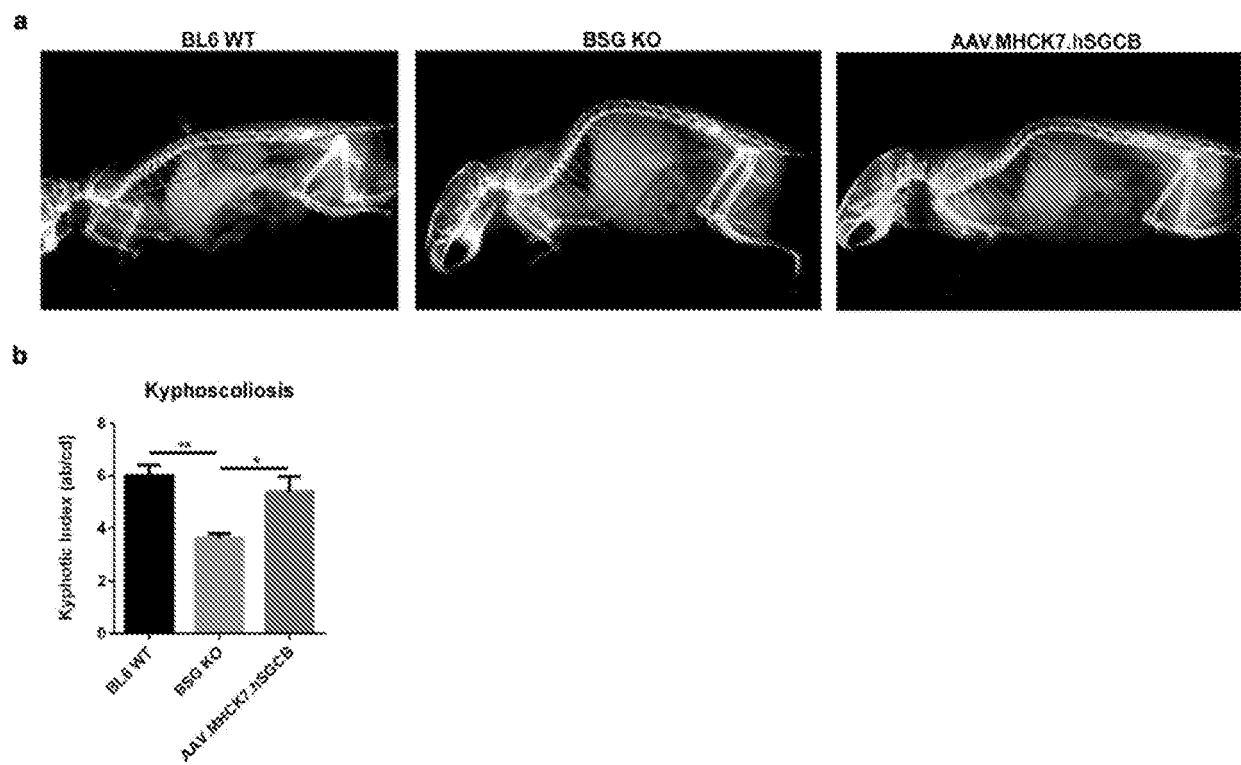 a
BL6 WT
BSG KO
AAV.MHCK7.hSGCB
b
Kyphoscoliosis
Kyphotic Index (ab/cd)
8
6
4
2
0
**
*
BL6 WT
BSG KO
AAV.MHCK7.hSGCB